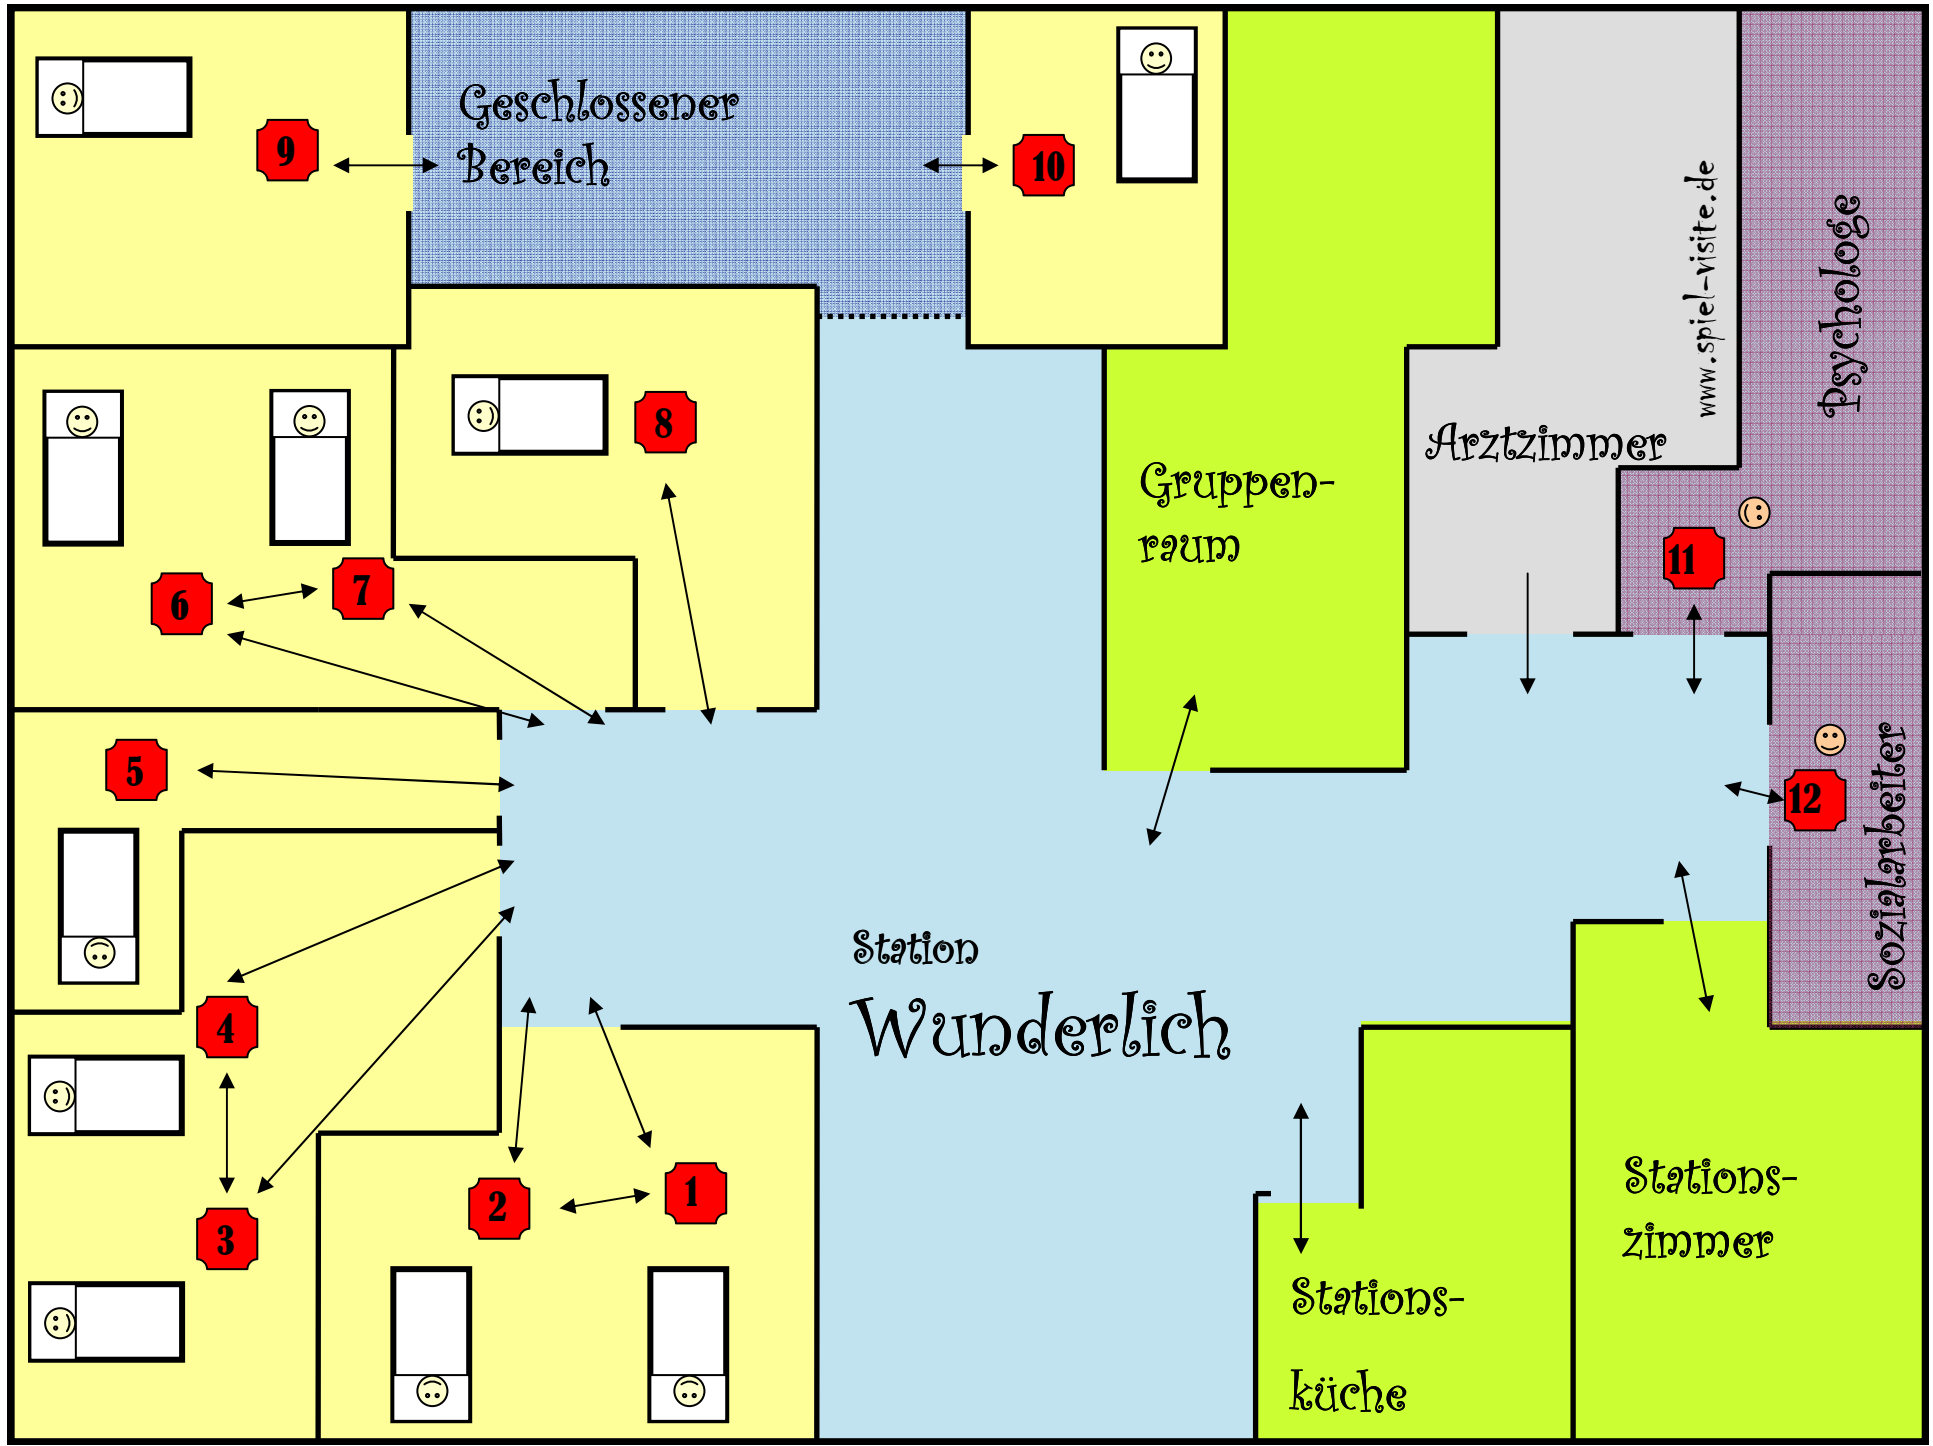 9
Geschlossener
Bereich
10
www.spiel-visite.de
Psychologe
8
Arztzimmer
Gruppen-
raum
11
6
7
5
12
Sozialarbeiter
Station
Wunderlich
4
3
2
1
Stations-
zimmer
Stations-
küche